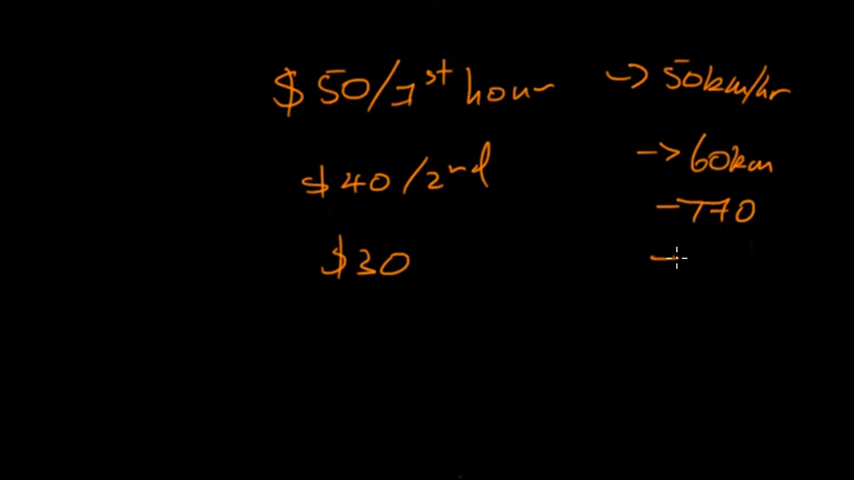 $50/1st hour -> 50km/hr
$40/2nd -> 60km
-> 70
$30 -